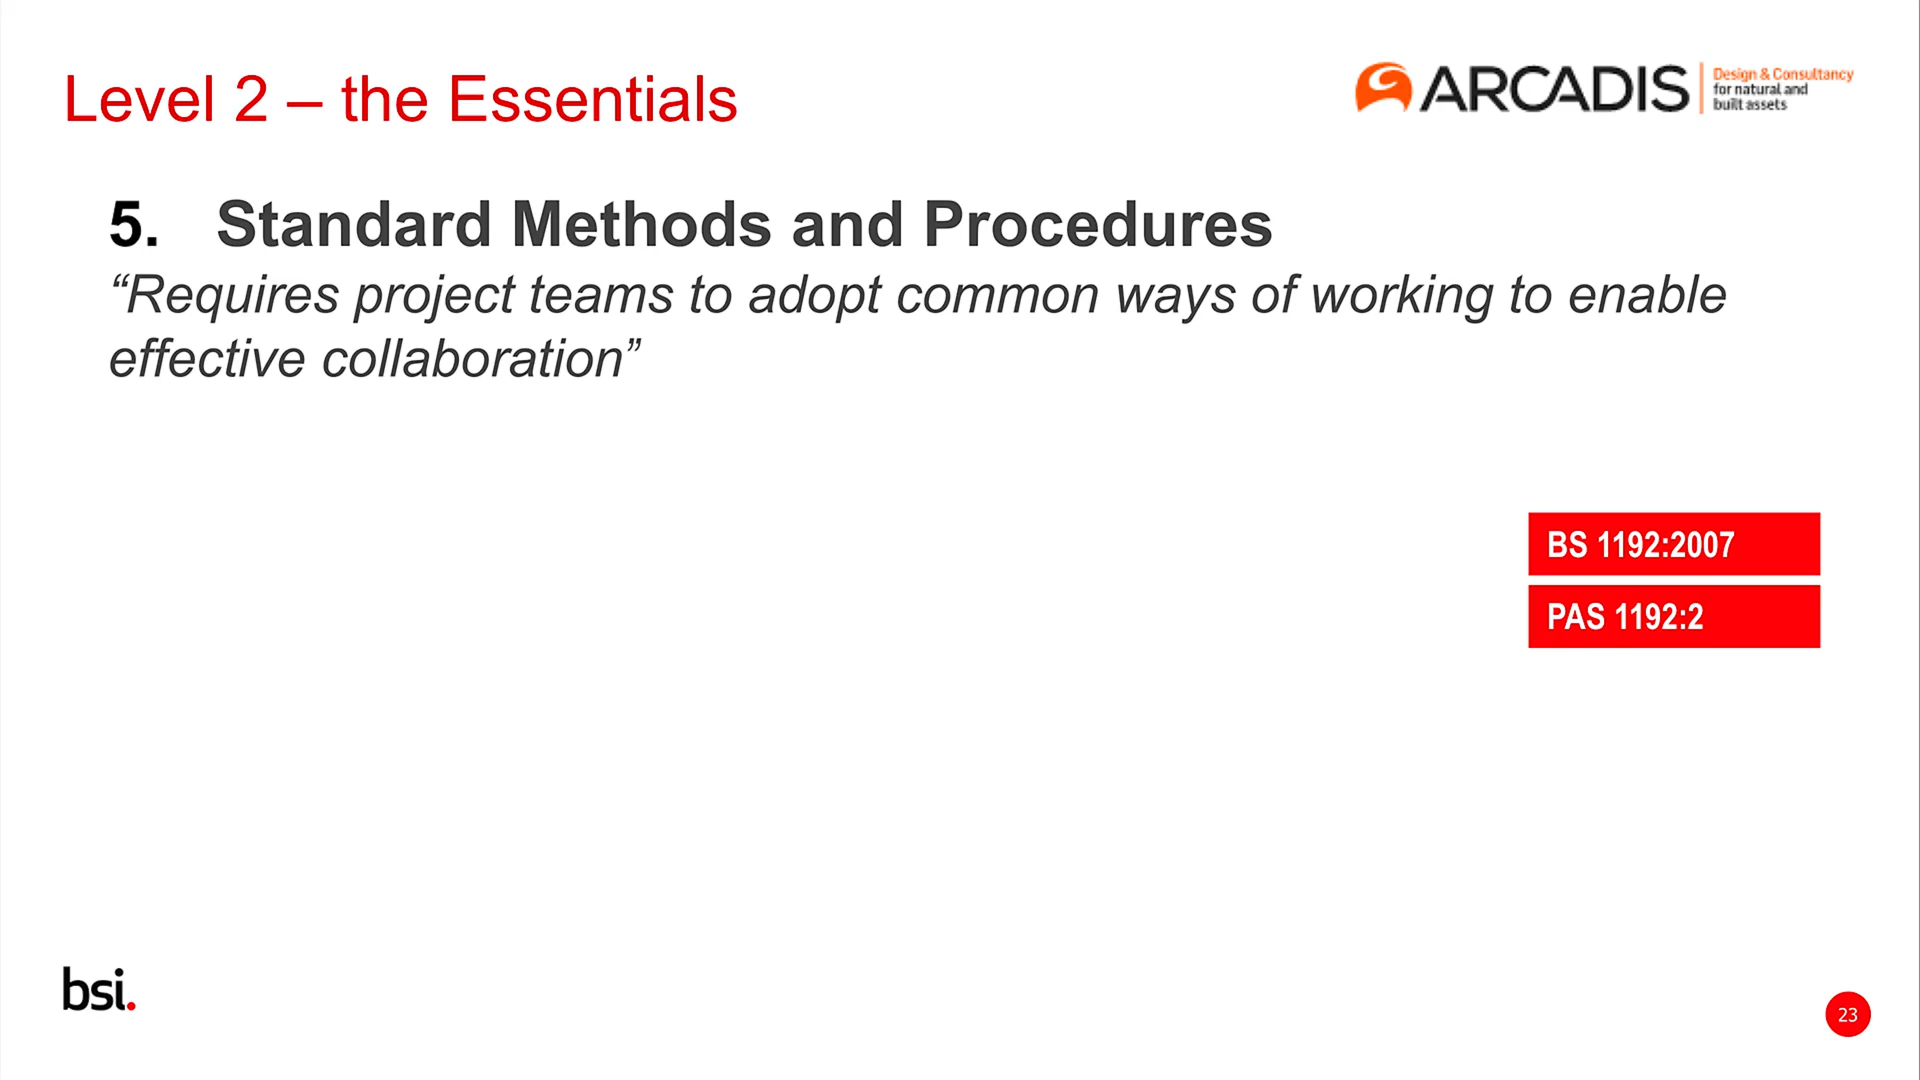 Level 2 – the Essentials
ARCADIS
Design & Consultancy
for natural and
built assets
5. Standard Methods and Procedures
“Requires project teams to adopt common ways of working to enable
effective collaboration”
BS 1192:2007
PAS 1192:2
bsi.
23